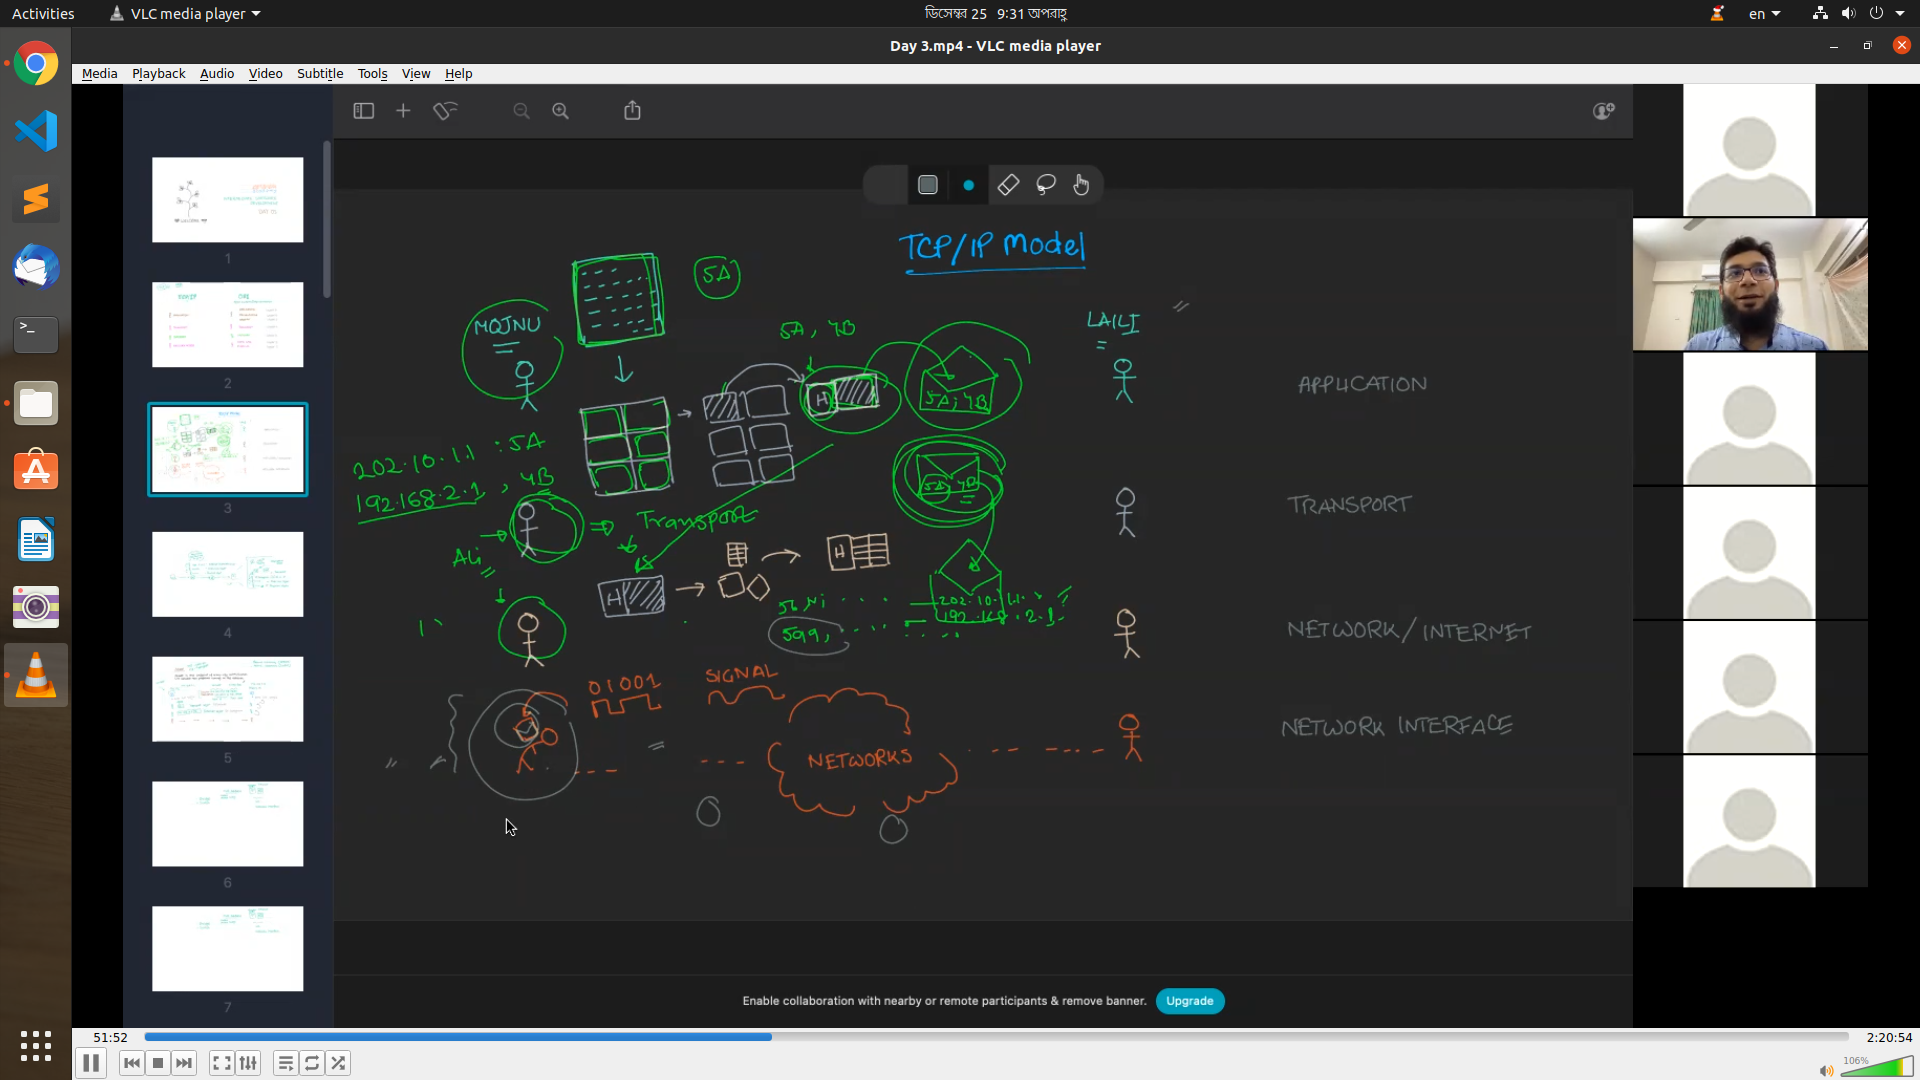 Activities
VLC media player
ডিসেম্বর 25 9:31 অপরাহ্ণ
en
Day 3.mp4 - VLC media player
Media Playback Audio Video Subtitle Tools View Help
TCP/IP Model
5A
MOJNU
5A, 4B
LAILI
APPLICATION
H
5A, 4B
202.10.1.1 : 5A
192.168.2.1, 4B
5A, 4B
TRANSPORT
Transport
Ali
H
H
202.10.1.1
192.168.2.1
599,
NETWORK/INTERNET
01001
SIGNAL
NETWORKS
NETWORK INTERFACE
1
2
3
4
5
6
7
Enable collaboration with nearby or remote participants & remove banner.
Upgrade
51:52
2:20:54
106%